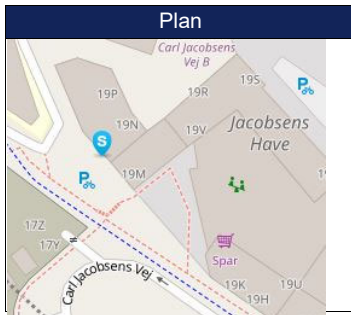 Plan
Carl Jacobsens
Vej B
19P
19R
19S
19N
19V
Jacobsens
Have
S
19M
17Z
17Y
Spar
Carl Jacobsens Vej
19K
19U
19H